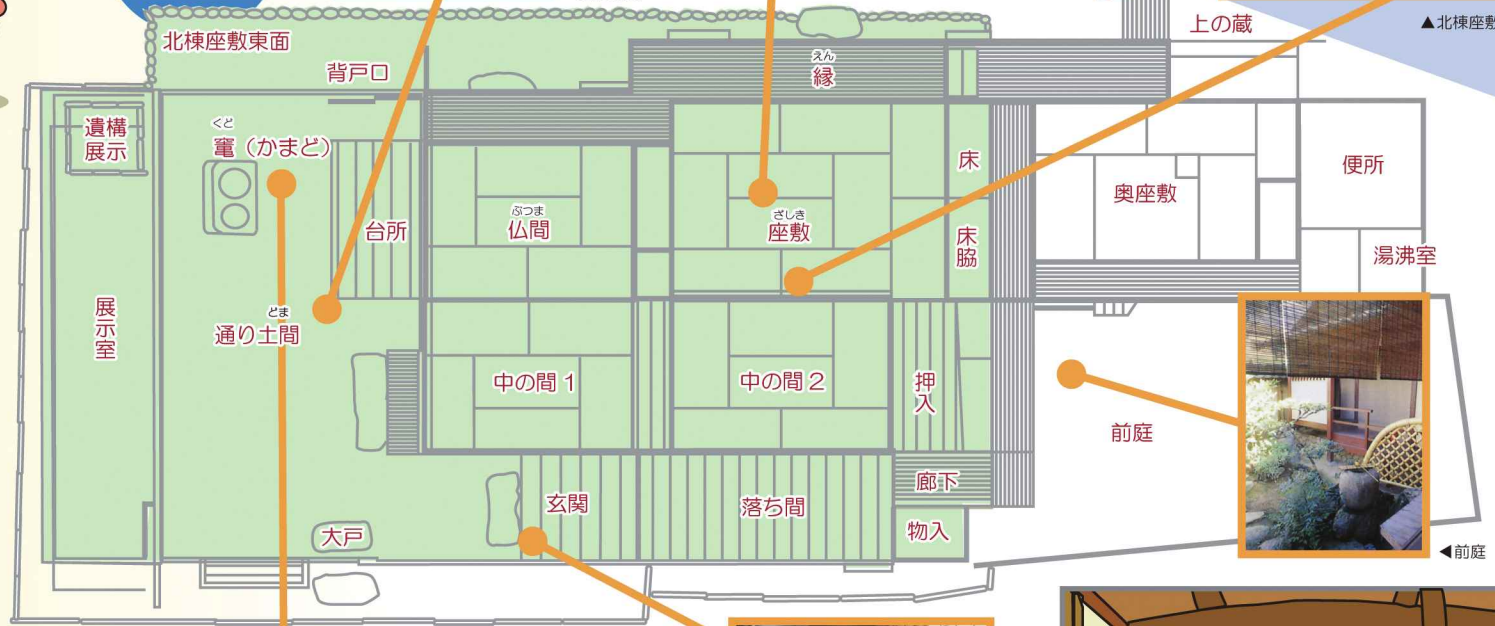 上の蔵
▲北棟座敷
北棟座敷東面
背戸口
えん
縁
遺構
展示
くど
竃（かまど）
台所
ぶつま
仏間
ざしき
座敷
床
床脇
奥座敷
便所
湯沸室
展示室
どま
通り土間
中の間1
中の間2
押入
前庭
玄関
落ち間
廊下
物入
大戸
◀前庭